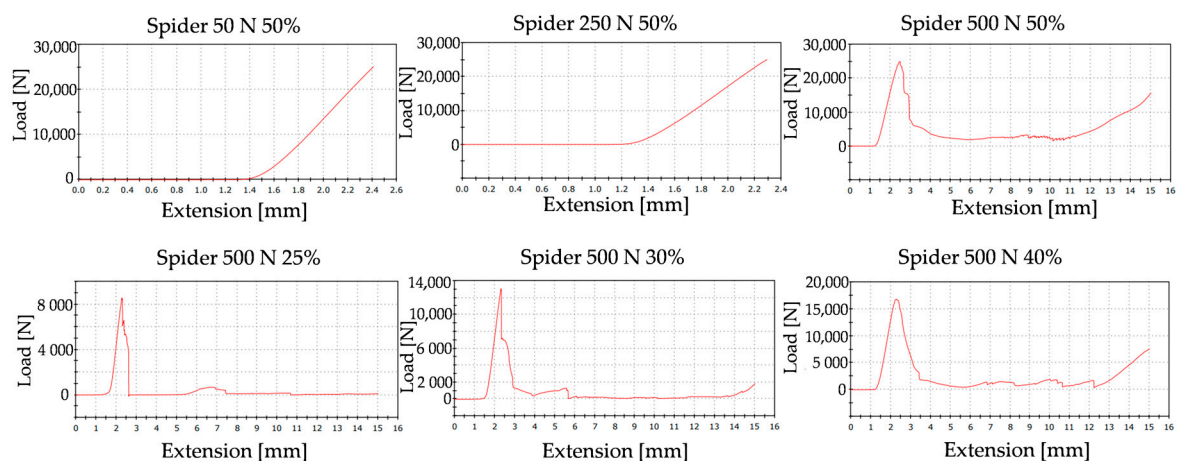 Spider 50 N 50%
Load [N]
30,000
20,000
10,000
0
0.0 0.2 0.4 0.6 0.8 1.0 1.2 1.4 1.6 1.8 2.0 2.2 2.4 2.6
Extension [mm]
Spider 250 N 50%
Load [N]
30,000
20,000
10,000
0
0.0 0.2 0.4 0.6 0.8 1.0 1.2 1.4 1.6 1.8 2.0 2.2 2.4
Extension [mm]
Spider 500 N 50%
Load [N]
30,000
20,000
10,000
0
0 1 2 3 4 5 6 7 8 9 10 11 12 13 14 15 16
Extension [mm]
Spider 500 N 25%
Load [N]
8 000
4 000
0
0 1 2 3 4 5 6 7 8 9 10 11 12 13 14 15 16
Extension [mm]
Spider 500 N 30%
Load [N]
14,000
10,000
6 000
2 000
0
0 1 2 3 4 5 6 7 8 9 10 11 12 13 14 15 16
Extension [mm]
Spider 500 N 40%
Load [N]
20,000
15,000
10,000
5 000
0
0 1 2 3 4 5 6 7 8 9 10 11 12 13 14 15 16
Extension [mm]